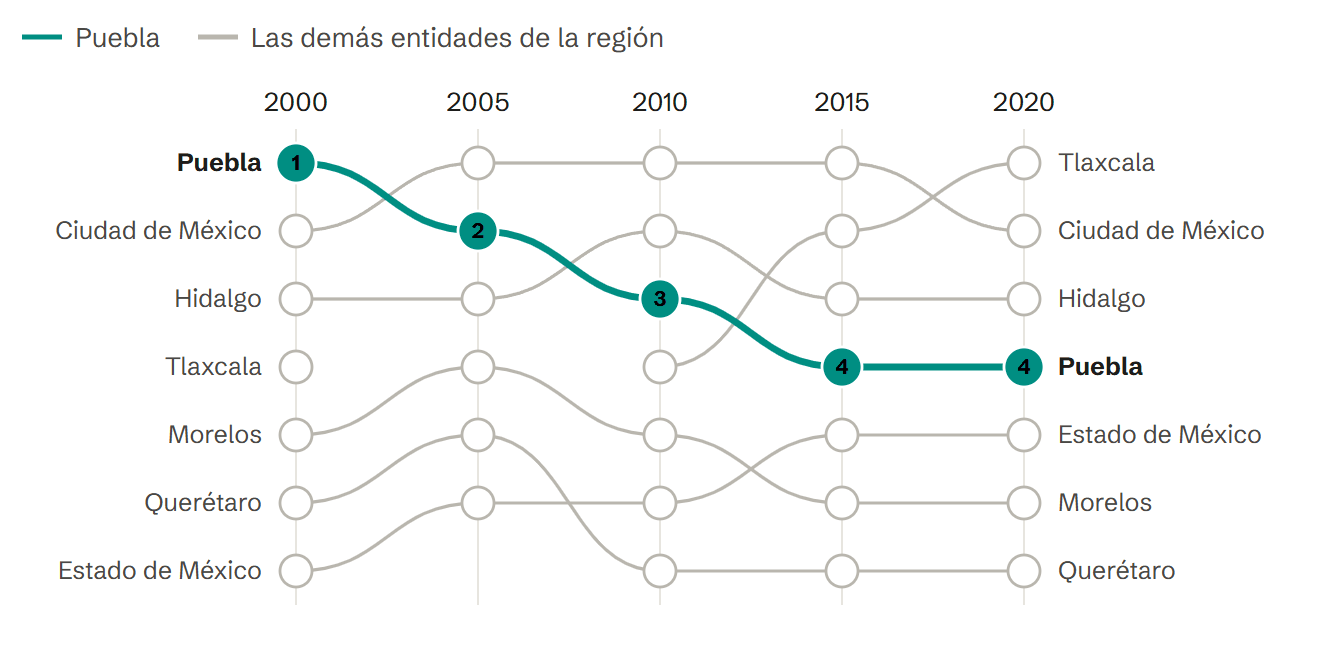 Puebla Las demás entidades de la región
2000 2005 2010 2015 2020
Puebla 1 Tlaxcala
Ciudad de México 2 Ciudad de México
Hidalgo 3 Hidalgo
Tlaxcala 4 4 Puebla
Morelos Estado de México
Querétaro Morelos
Estado de México Querétaro